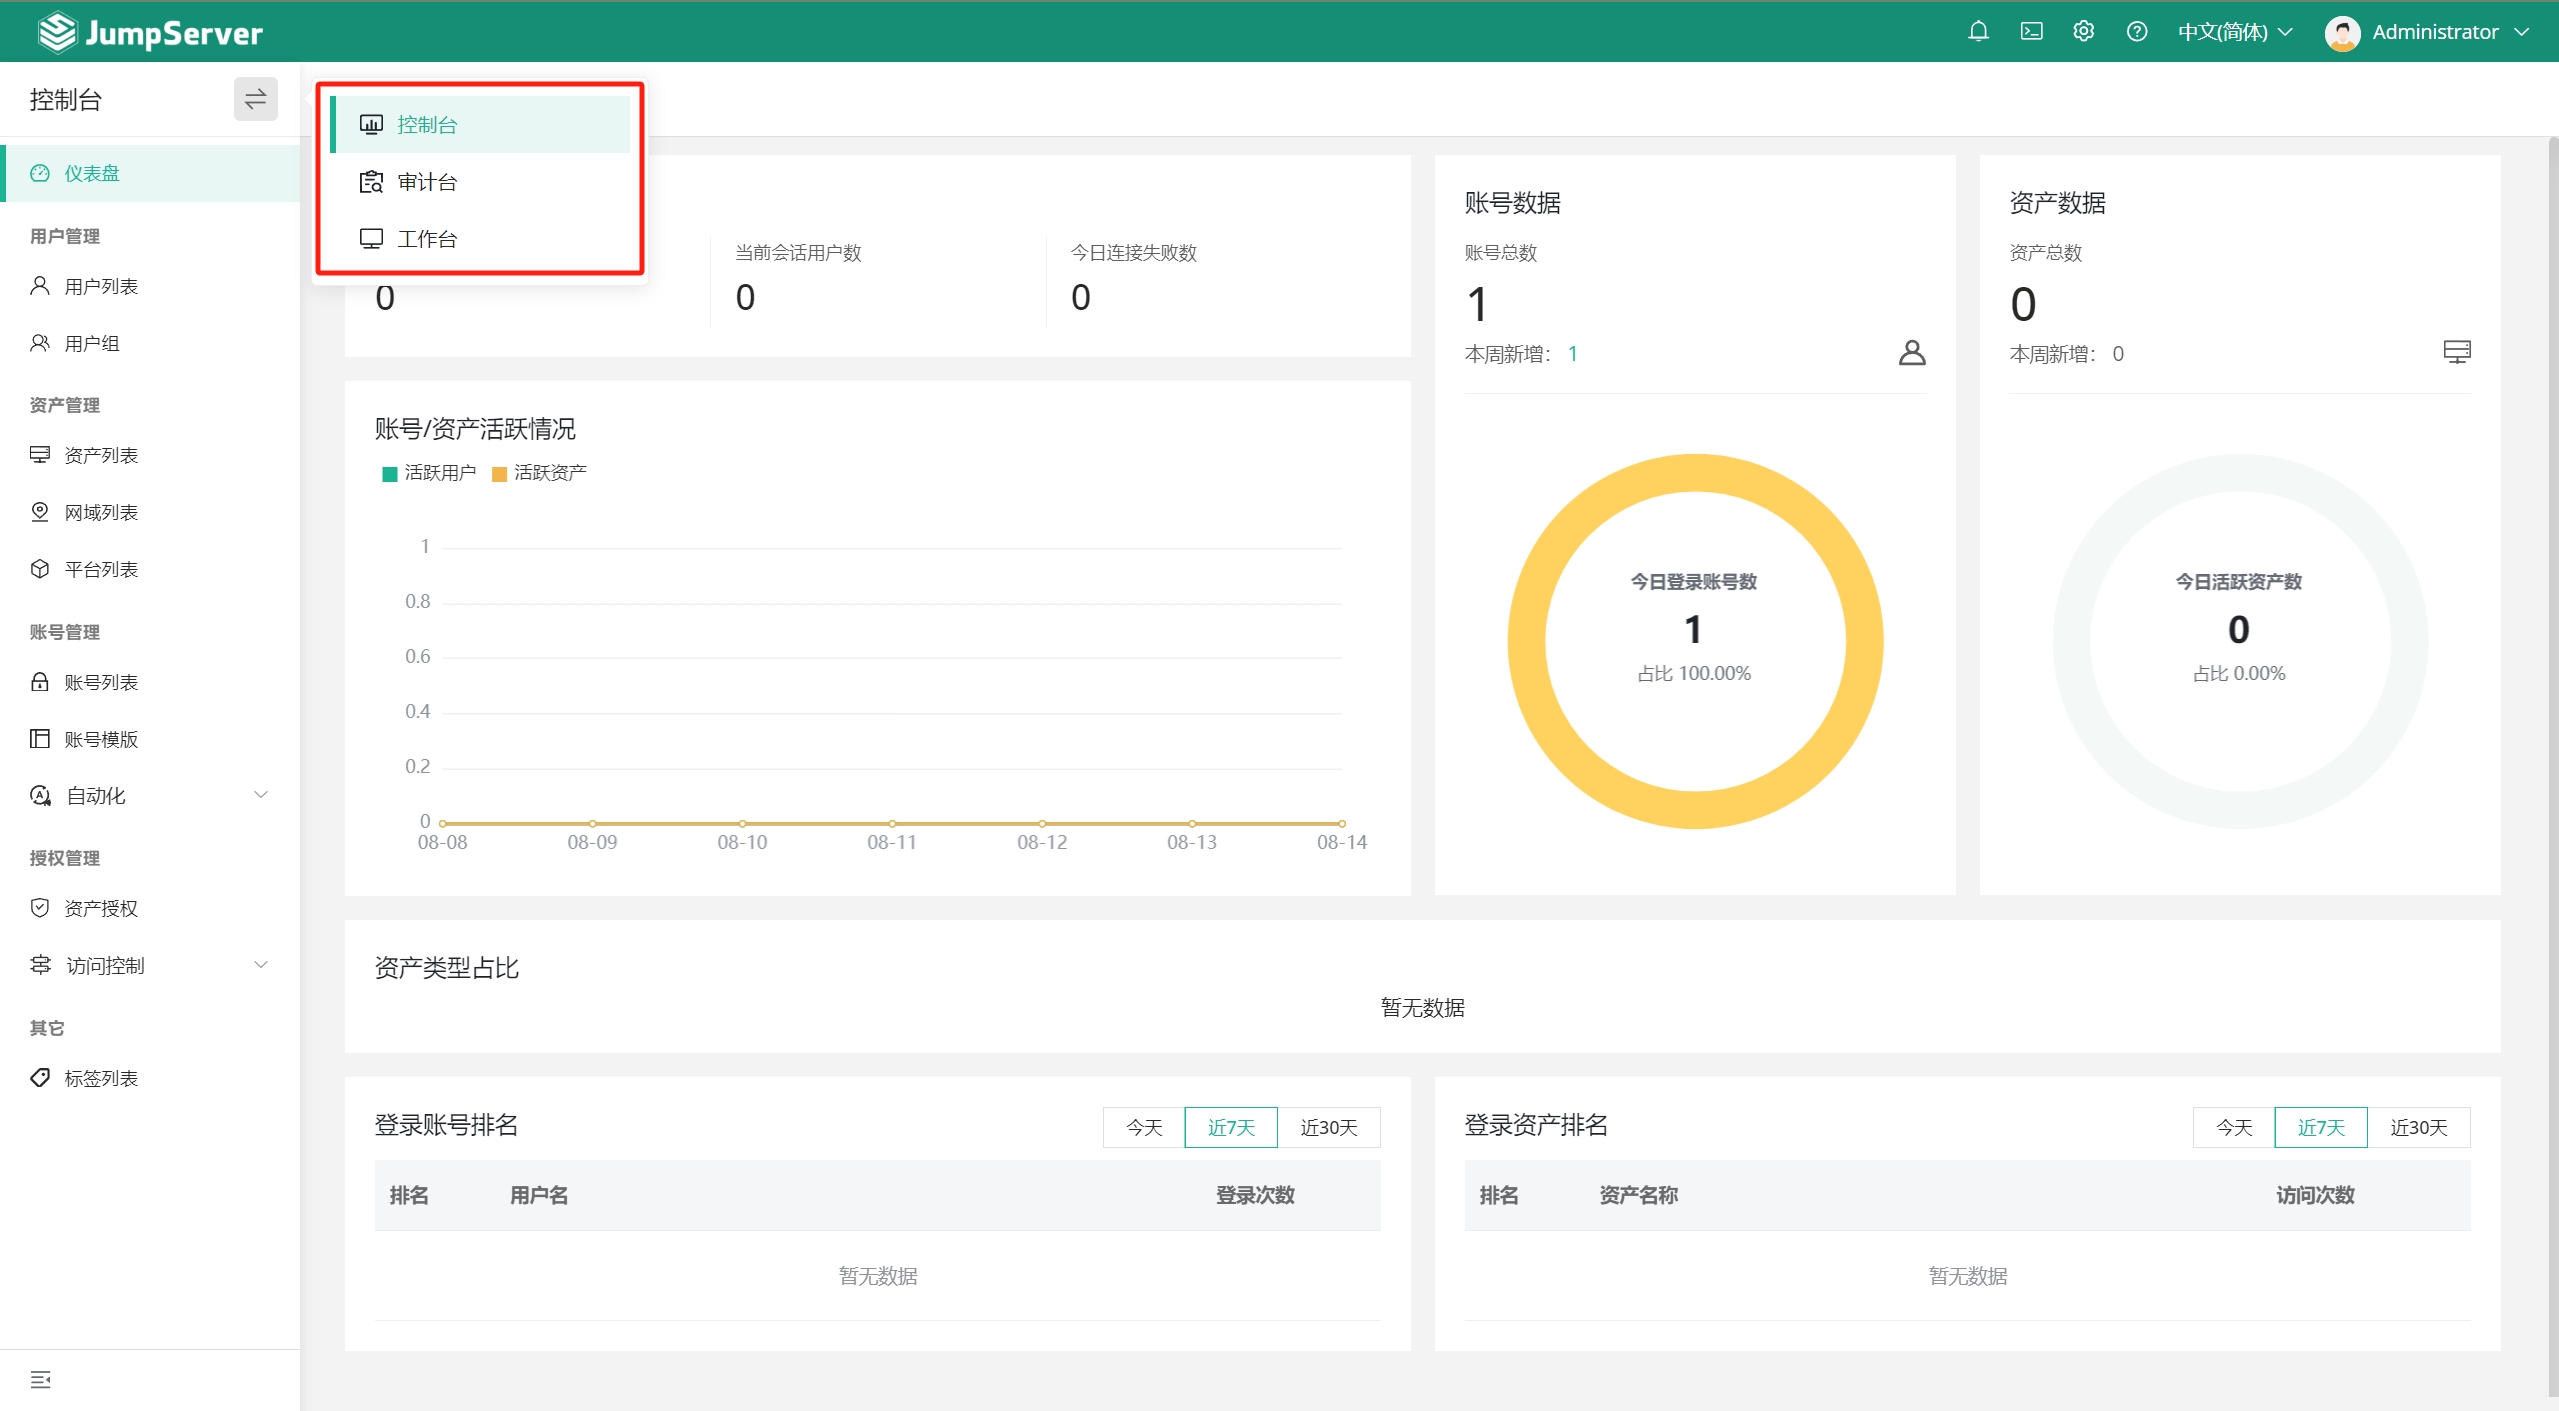 JumpServer
中文(简体)
Administrator
控制台
仪表盘
用户管理
用户列表
用户组
资产管理
资产列表
网域列表
平台列表
账号管理
账号列表
账号模版
自动化
授权管理
资产授权
访问控制
其它
标签列表
控制台
审计台
工作台
0
当前会话用户数
0
今日连接失败数
0
账号数据
账号总数
1
本周新增： 1
今日登录账号数
1
占比 100.00%
资产数据
资产总数
0
本周新增： 0
今日活跃资产数
0
占比 0.00%
账号/资产活跃情况
活跃用户 活跃资产
1
0.8
0.6
0.4
0.2
0
08-08 08-09 08-10 08-11 08-12 08-13 08-14
资产类型占比
暂无数据
登录账号排名
今天 近7天 近30天
排名 用户名 登录次数
暂无数据
登录资产排名
今天 近7天 近30天
排名 资产名称 访问次数
暂无数据